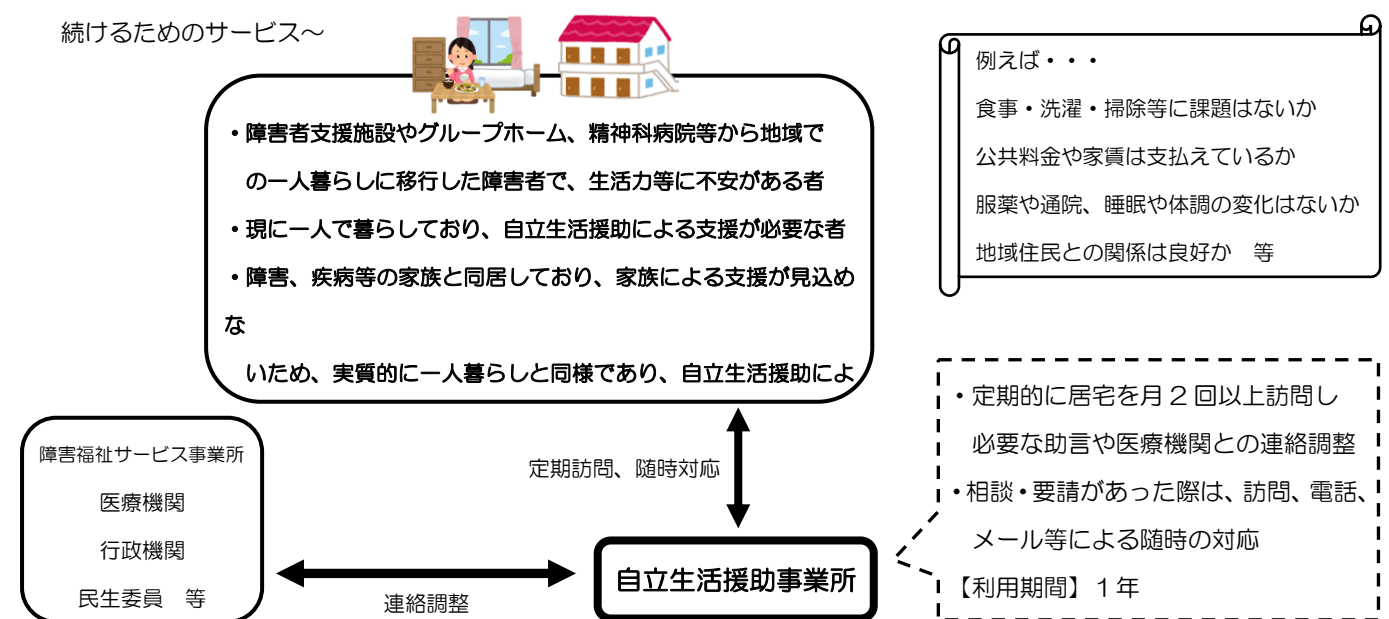 続けるためのサービス～
・障害者支援施設やグループホーム、精神科病院等から地域で
の一人暮らしに移行した障害者で、生活力等に不安がある者
・現に一人で暮らしており、自立生活援助による支援が必要な者
・障害、疾病等の家族と同居しており、家族による支援が見込め
な
いため、実質的に一人暮らしと同様であり、自立生活援助によ
例えば・・・
食事・洗濯・掃除等に課題はないか
公共料金や家賃は支払えているか
服薬や通院、睡眠や体調の変化はないか
地域住民との関係は良好か　等
障害福祉サービス事業所
医療機関
行政機関
民生委員　等
定期訪問、随時対応
連絡調整
自立生活援助事業所
・定期的に居宅を月２回以上訪問し
必要な助言や医療機関との連絡調整
・相談・要請があった際は、訪問、電話、
メール等による随時の対応
【利用期間】１年